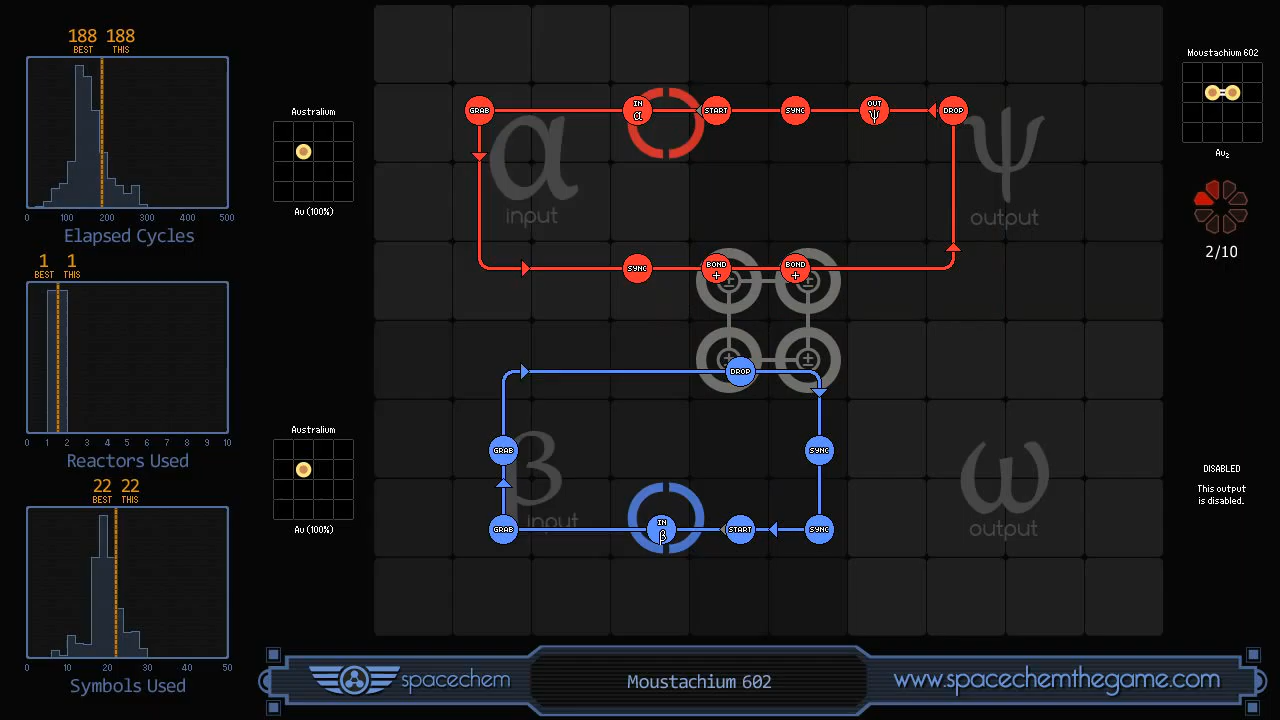 188 188
BEST THIS
0 100 200 300 400 500
Elapsed Cycles
1 1
BEST THIS
0 1 2 3 4 5 6 7 8 9 10
Reactors Used
22 22
BEST THIS
0 10 20 30 40 50
Symbols Used
Australium
Au (100%)
Australium
Au (100%)
GRAB
IN
α
START
SYNC
OUT
Ψ
DROP
α
input
ψ
output
SYNC
BOND
+
BOND
+
DROP
GRAB
SYNC
β
input
ω
output
GRAB
IN
β
START
SYNC
Moustachium 602
Au₂
2/10
DISABLED
This output
is disabled.
spacechem
Moustachium 602
www.spacechemthegame.com